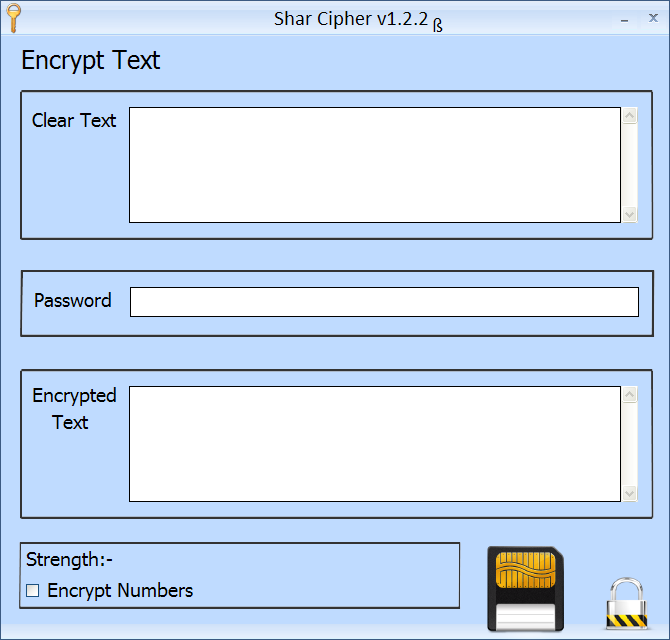 Shar Cipher v1.2.2 ß
Encrypt Text
Clear Text
Password
Encrypted
Text
Strength:-
Encrypt Numbers